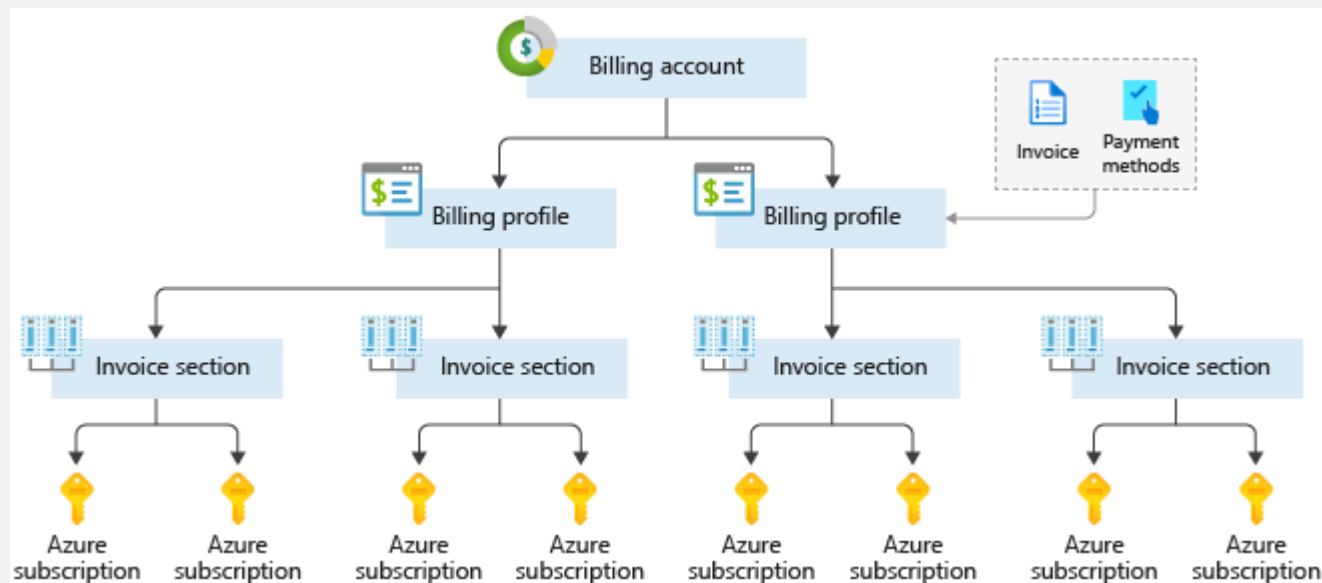 $
Billing account
Invoice
Payment
methods
$
Billing profile
$
Billing profile
Invoice section
Invoice section
Invoice section
Invoice section
Azure
subscription
Azure
subscription
Azure
subscription
Azure
subscription
Azure
subscription
Azure
subscription
Azure
subscription
Azure
subscription